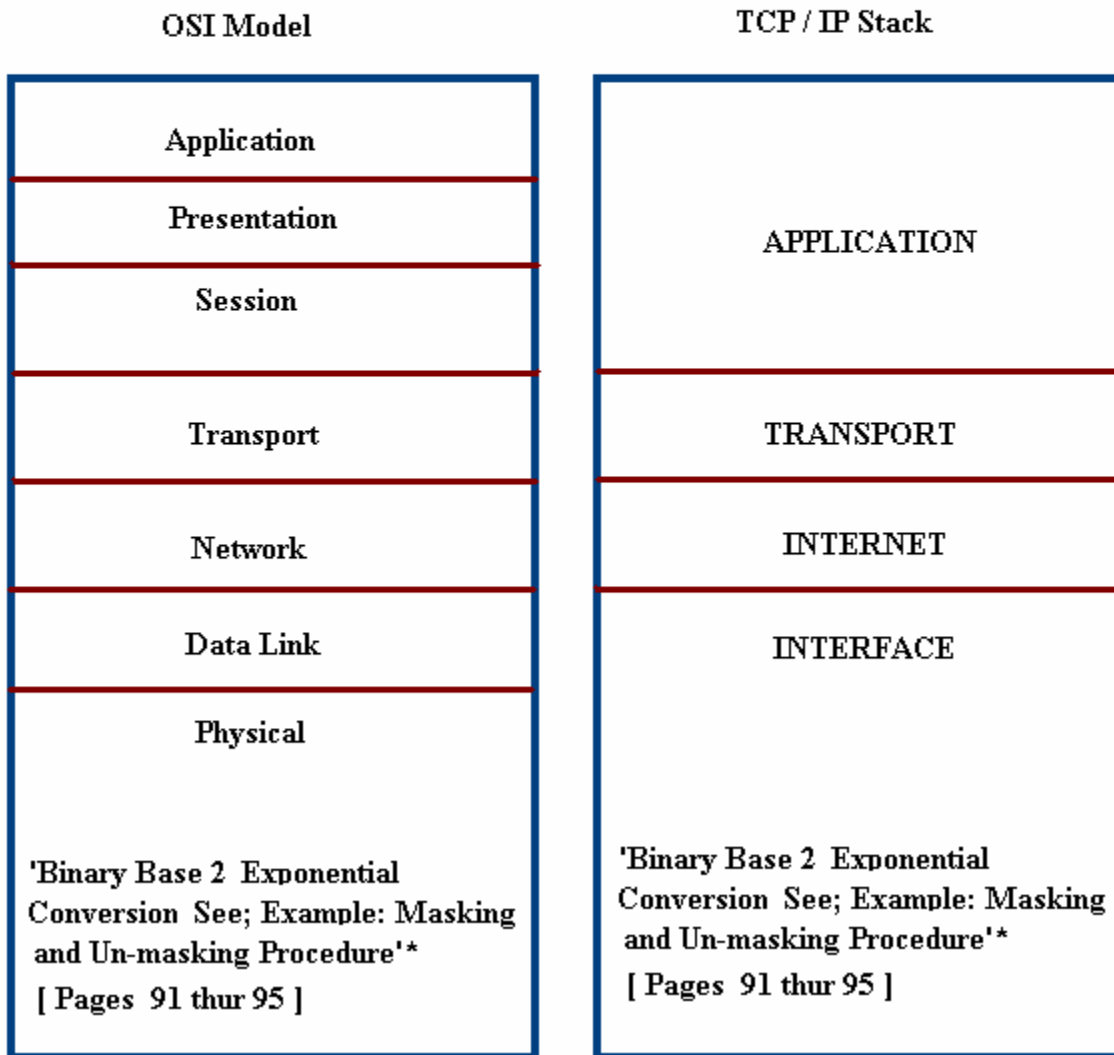 OSI Model
TCP / IP Stack
Application
Presentation
Session
Transport
Network
Data Link
Physical
'Binary Base 2 Exponential
Conversion See; Example: Masking
and Un-masking Procedure'*
[ Pages 91 thur 95 ]
APPLICATION
TRANSPORT
INTERNET
INTERFACE
'Binary Base 2 Exponential
Conversion See; Example: Masking
and Un-masking Procedure'*
[ Pages 91 thur 95 ]